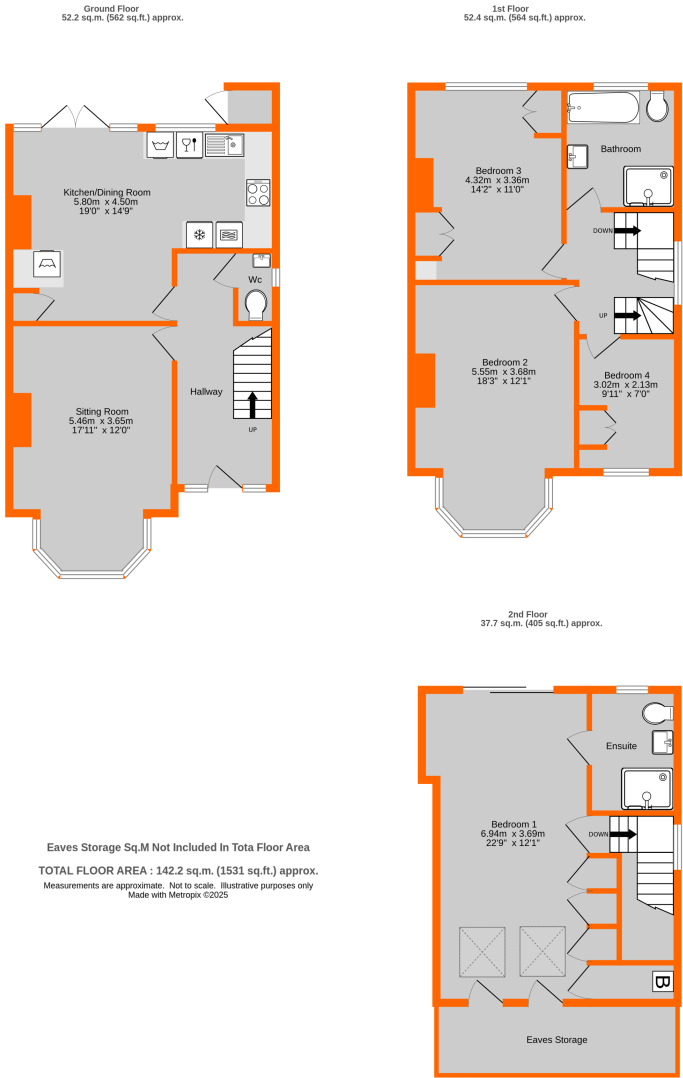 Ground Floor
52.2 sq.m. (562 sq.ft.) approx.
1st Floor
52.4 sq.m. (564 sq.ft.) approx.
Kitchen/Dining Room
5.80m x 4.50m
19'0" x 14'9"
Wc
Sitting Room
5.46m x 3.65m
17'11" x 12'0"
Hallway
UP
Bedroom 3
4.32m x 3.36m
14'2" x 11'0"
Bathroom
DOWN
UP
Bedroom 2
5.55m x 3.68m
18'3" x 12'1"
Bedroom 4
3.02m x 2.13m
9'11" x 7'0"
2nd Floor
37.7 sq.m. (405 sq.ft.) approx.
Ensuite
Bedroom 1
6.94m x 3.69m
22'9" x 12'1"
DOWN
B
Eaves Storage
Eaves Storage Sq.M Not Included In Tota Floor Area
TOTAL FLOOR AREA : 142.2 sq.m. (1531 sq.ft.) approx.
Measurements are approximate. Not to scale. Illustrative purposes only
Made with Metropix ©2025